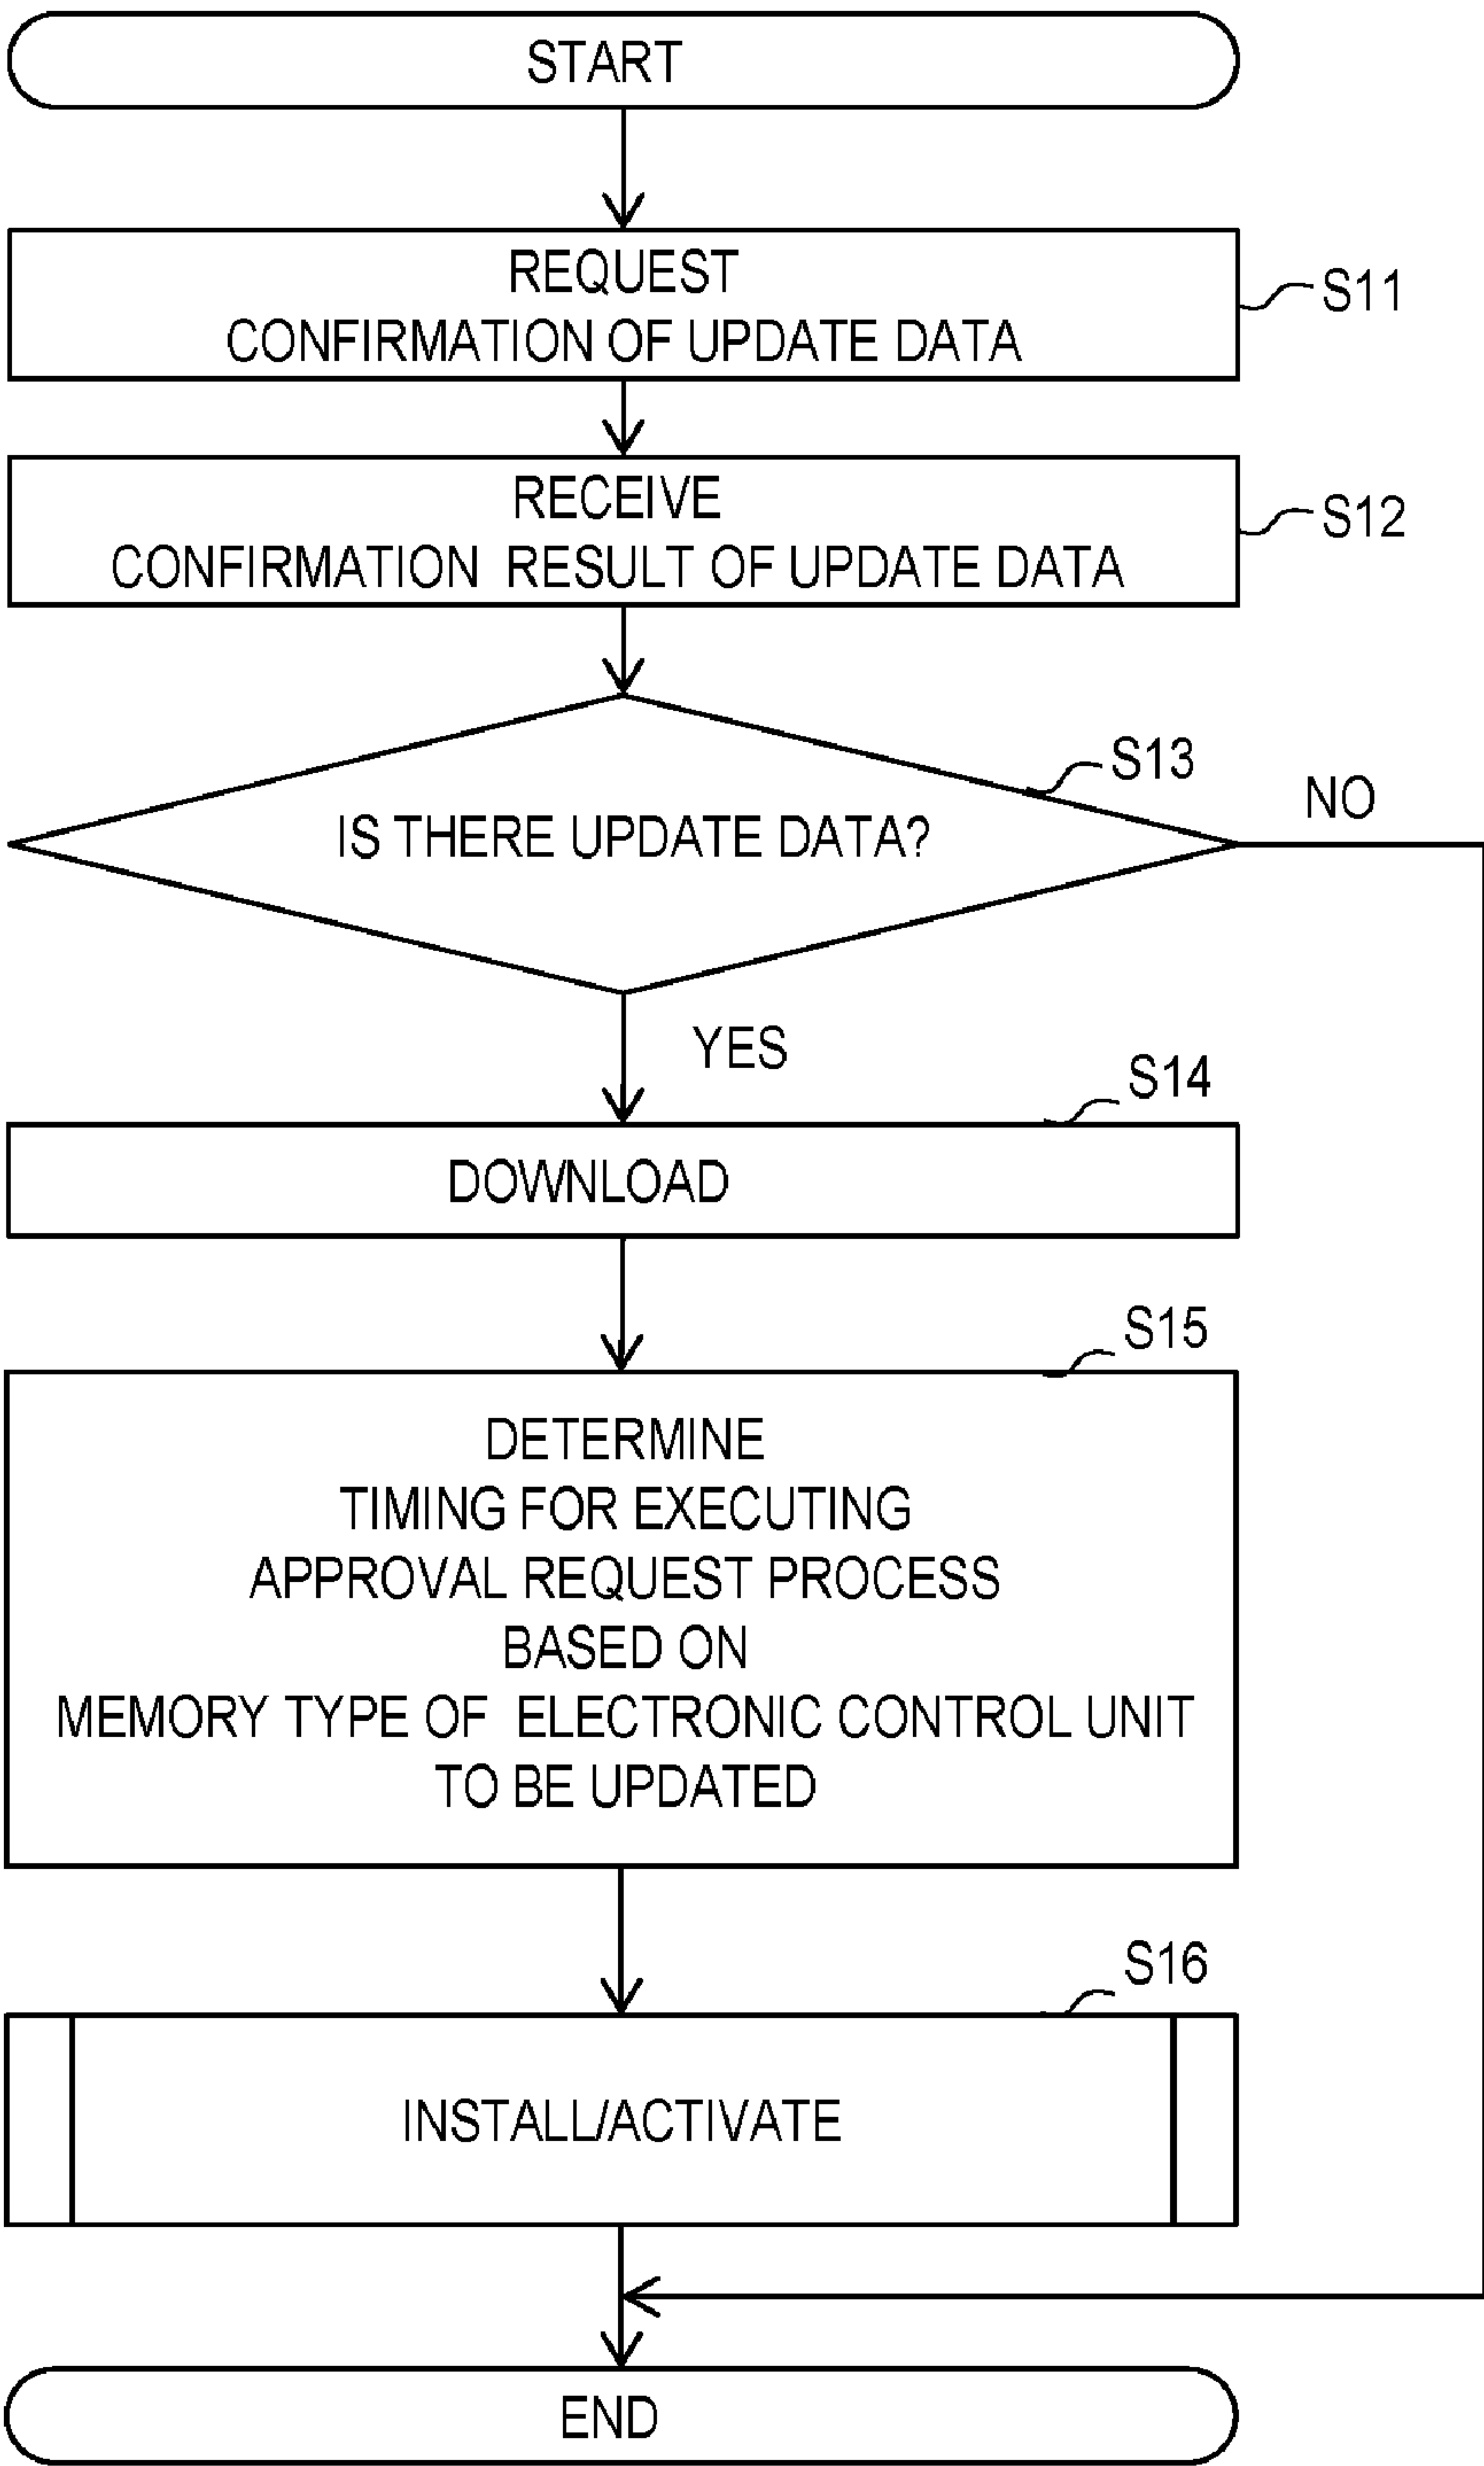 START
REQUEST
CONFIRMATION OF UPDATE DATA
S11
RECEIVE
CONFIRMATION RESULT OF UPDATE DATA
S12
S13
IS THERE UPDATE DATA?
NO
YES
S14
DOWNLOAD
S15
DETERMINE
TIMING FOR EXECUTING
APPROVAL REQUEST PROCESS
BASED ON
MEMORY TYPE OF ELECTRONIC CONTROL UNIT
TO BE UPDATED
S16
INSTALL/ACTIVATE
END